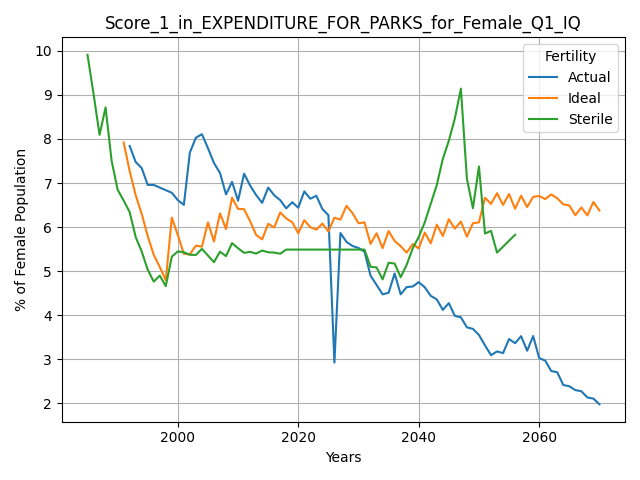 Score_1_in_EXPENDITURE_FOR_PARKS_for_Female_Q1_IQ
Fertility
Actual
Ideal
Sterile
% of Female Population
10
9
8
7
6
5
4
3
2
2000
2020
2040
2060
Years